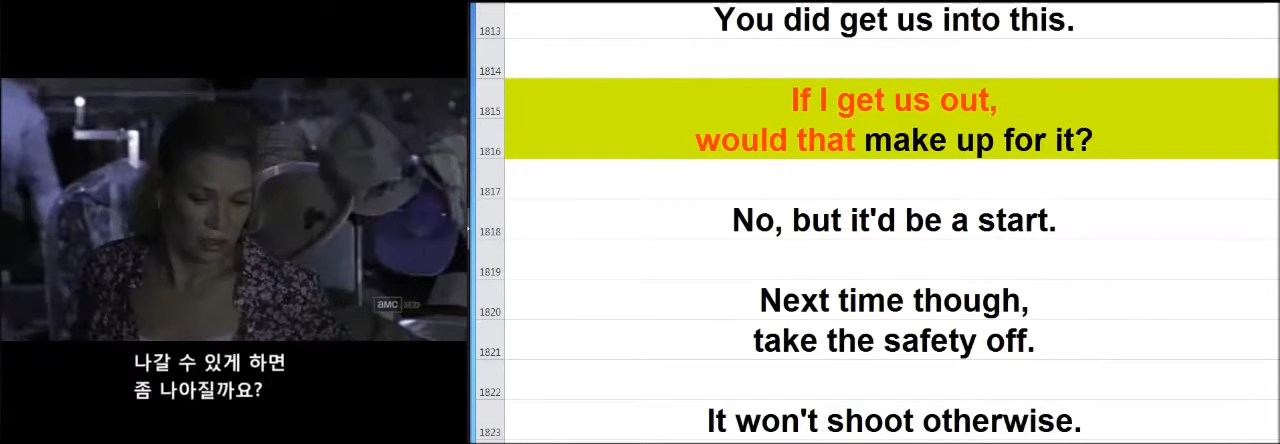 amc HD
나갈 수 있게 하면
좀 나아질까요?
1813 You did get us into this.
1814
1815 If I get us out,
1816 would that make up for it?
1817
1818 No, but it'd be a start.
1819
1820 Next time though,
1821 take the safety off.
1822
1823 It won't shoot otherwise.